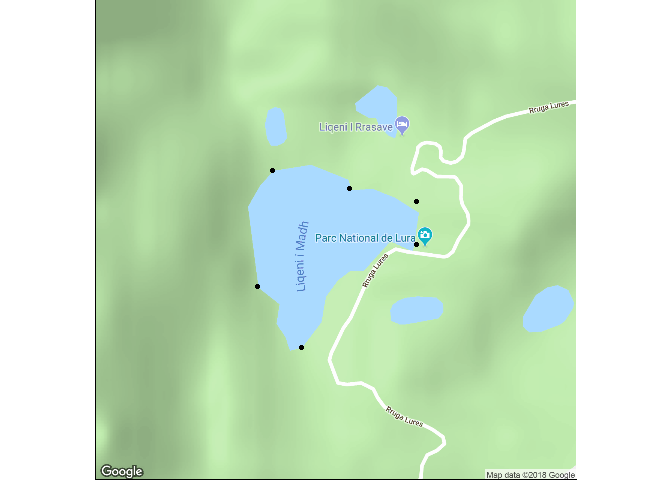 Rruga Lures
Liqeni I Rrasave
Liqeni i Madh
Parc National de Lura
Rruga Lures
Rruga Lures
Google
Map data ©2018 Google